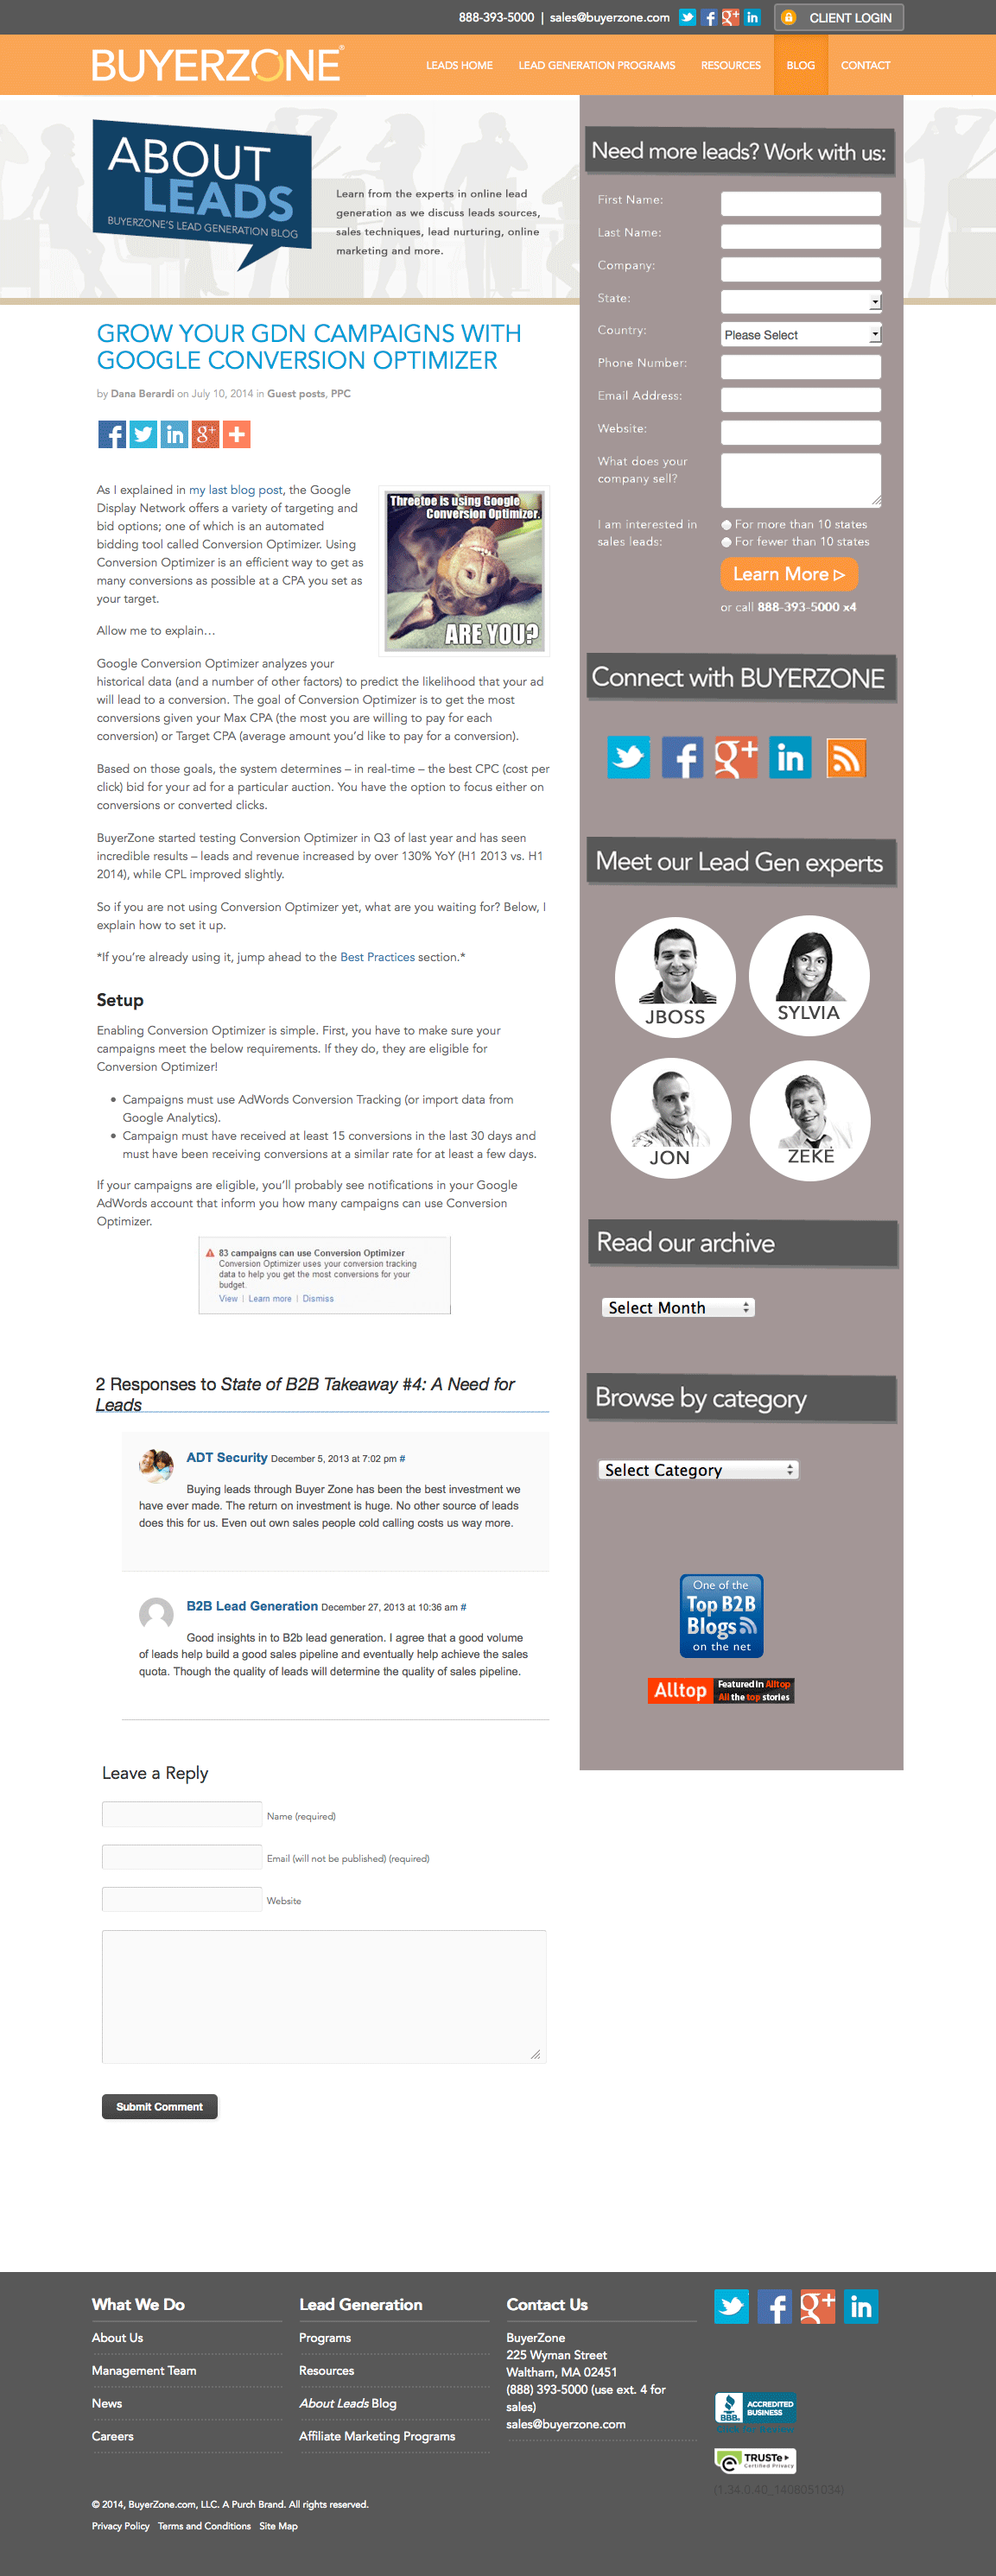 888-393-5000 | sales@buyerzone.com
CLIENT LOGIN
BUYERZONE®
LEADS HOME
LEAD GENERATION PROGRAMS
RESOURCES
BLOG
CONTACT
ABOUT
LEADS
BUYERZONE'S LEAD GENERATION BLOG
Learn from the experts in online lead
generation as we discuss leads sources,
sales techniques, lead nurturing, online
marketing and more.
GROW YOUR GDN CAMPAIGNS WITH
GOOGLE CONVERSION OPTIMIZER
by Dana Berardi on July 10, 2014 in Guest posts, PPC
As I explained in my last blog post, the Google
Display Network offers a variety of targeting and
bid options; one of which is an automated
bidding tool called Conversion Optimizer. Using
Conversion Optimizer is an efficient way to get as
many conversions as possible at a CPA you set as
your target.
Threetoe is using Google
Conversion Optimizer.
ARE YOU?
Allow me to explain…
Google Conversion Optimizer analyzes your
historical data (and a number of other factors) to predict the likelihood that your ad
will lead to a conversion. The goal of Conversion Optimizer is to get the most
conversions given your Max CPA (the most you are willing to pay for each
conversion) or Target CPA (average amount you'd like to pay for a conversion).
Based on those goals, the system determines – in real-time – the best CPC (cost per
click) bid for your ad for a particular auction. You have the option to focus either on
conversions or converted clicks.
BuyerZone started testing Conversion Optimizer in Q3 of last year and has seen
incredible results – leads and revenue increased by over 130% YoY (H1 2013 vs. H1
2014), while CPL improved slightly.
So if you are not using Conversion Optimizer yet, what are you waiting for? Below, I
explain how to set it up.
*If you're already using it, jump ahead to the Best Practices section.*
Setup
Enabling Conversion Optimizer is simple. First, you have to make sure your
campaigns meet the below requirements. If they do, they are eligible for
Conversion Optimizer!
• Campaigns must use AdWords Conversion Tracking (or import data from
Google Analytics).
• Campaign must have received at least 15 conversions in the last 30 days and
must have been receiving conversions at a similar rate for at least a few days.
If your campaigns are eligible, you'll probably see notifications in your Google
AdWords account that inform you how many campaigns can use Conversion
Optimizer.
83 campaigns can use Conversion Optimizer
Conversion Optimizer uses your conversion tracking
data to help you get the most conversions for your
budget.
View | Learn more | Dismiss
2 Responses to State of B2B Takeaway #4: A Need for
Leads
ADT Security December 5, 2013 at 7:02 pm #
Buying leads through Buyer Zone has been the best investment we
have ever made. The return on investment is huge. No other source of leads
does this for us. Even out own sales people cold calling costs us way more.
B2B Lead Generation December 27, 2013 at 10:36 am #
Good insights in to B2b lead generation. I agree that a good volume
of leads help build a good sales pipeline and eventually help achieve the sales
quota. Though the quality of leads will determine the quality of sales pipeline.
Leave a Reply
Name (required)
Email (will not be published) (required)
Website
Submit Comment
Need more leads? Work with us:
First Name:
Last Name:
Company:
State:
Country:
Please Select
Phone Number:
Email Address:
Website:
What does your
company sell?
I am interested in
sales leads:
For more than 10 states
For fewer than 10 states
Learn More
or call 888-393-5000 x4
Connect with BUYERZONE
Meet our Lead Gen experts
JBOSS
SYLVIA
JON
ZEKE
Read our archive
Select Month
Browse by category
Select Category
One of the
Top B2B
Blogs
on the net
Alltop
Featured in Alltop
All the top stories
What We Do
About Us
Management Team
News
Careers
Lead Generation
Programs
Resources
About Leads Blog
Affiliate Marketing Programs
Contact Us
BuyerZone
225 Wyman Street
Waltham, MA 02451
(888) 393-5000 (use ext. 4 for
sales)
sales@buyerzone.com
BBB.
ACCREDITED
BUSINESS
Click for Review
TRUSTe
Certified Privacy
(1.34.0.40_1408051034)
© 2014, BuyerZone.com, LLC. A Purch Brand. All rights reserved.
Privacy Policy Terms and Conditions Site Map